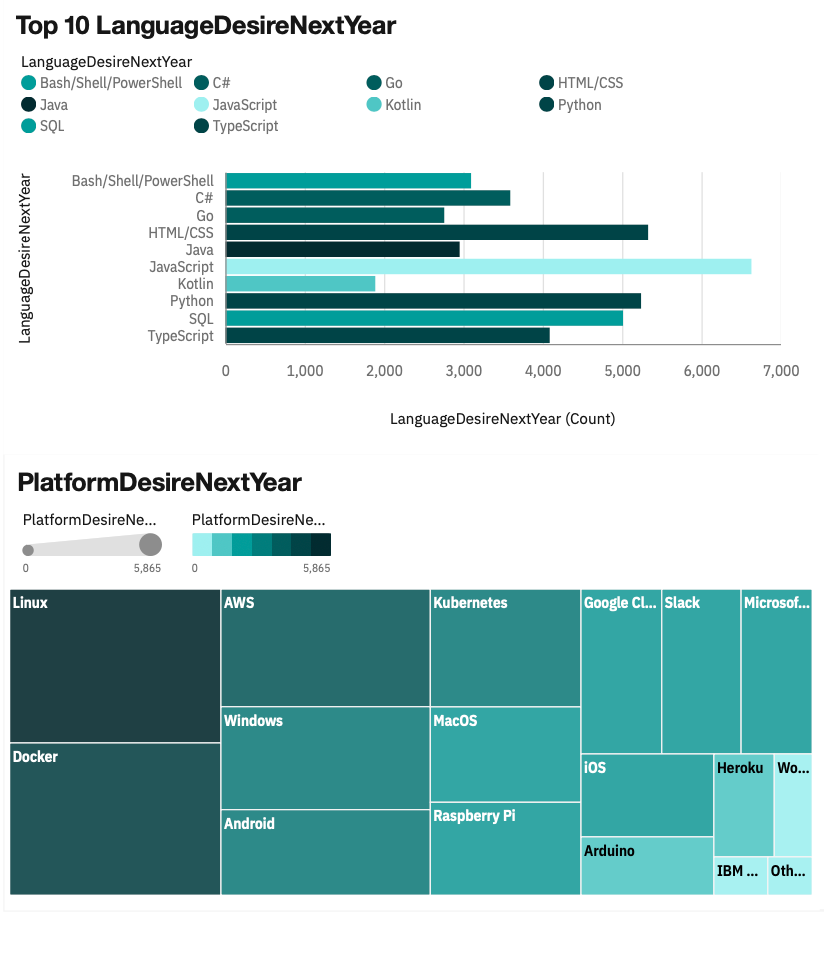 Top 10 LanguageDesireNextYear
LanguageDesireNextYear
Bash/Shell/PowerShell C# Go HTML/CSS
Java JavaScript Kotlin Python
SQL TypeScript
LanguageDesireNextYear
Bash/Shell/PowerShell
C#
Go
HTML/CSS
Java
JavaScript
Kotlin
Python
SQL
TypeScript
0 1,000 2,000 3,000 4,000 5,000 6,000 7,000
LanguageDesireNextYear (Count)
PlatformDesireNextYear
PlatformDesireNe... PlatformDesireNe...
0 5,865 0 5,865
Linux AWS Kubernetes Google Cl... Slack Microsof...
Windows MacOS
Docker iOS Heroku Wo...
Android Raspberry Pi
Arduino
IBM ... Oth...